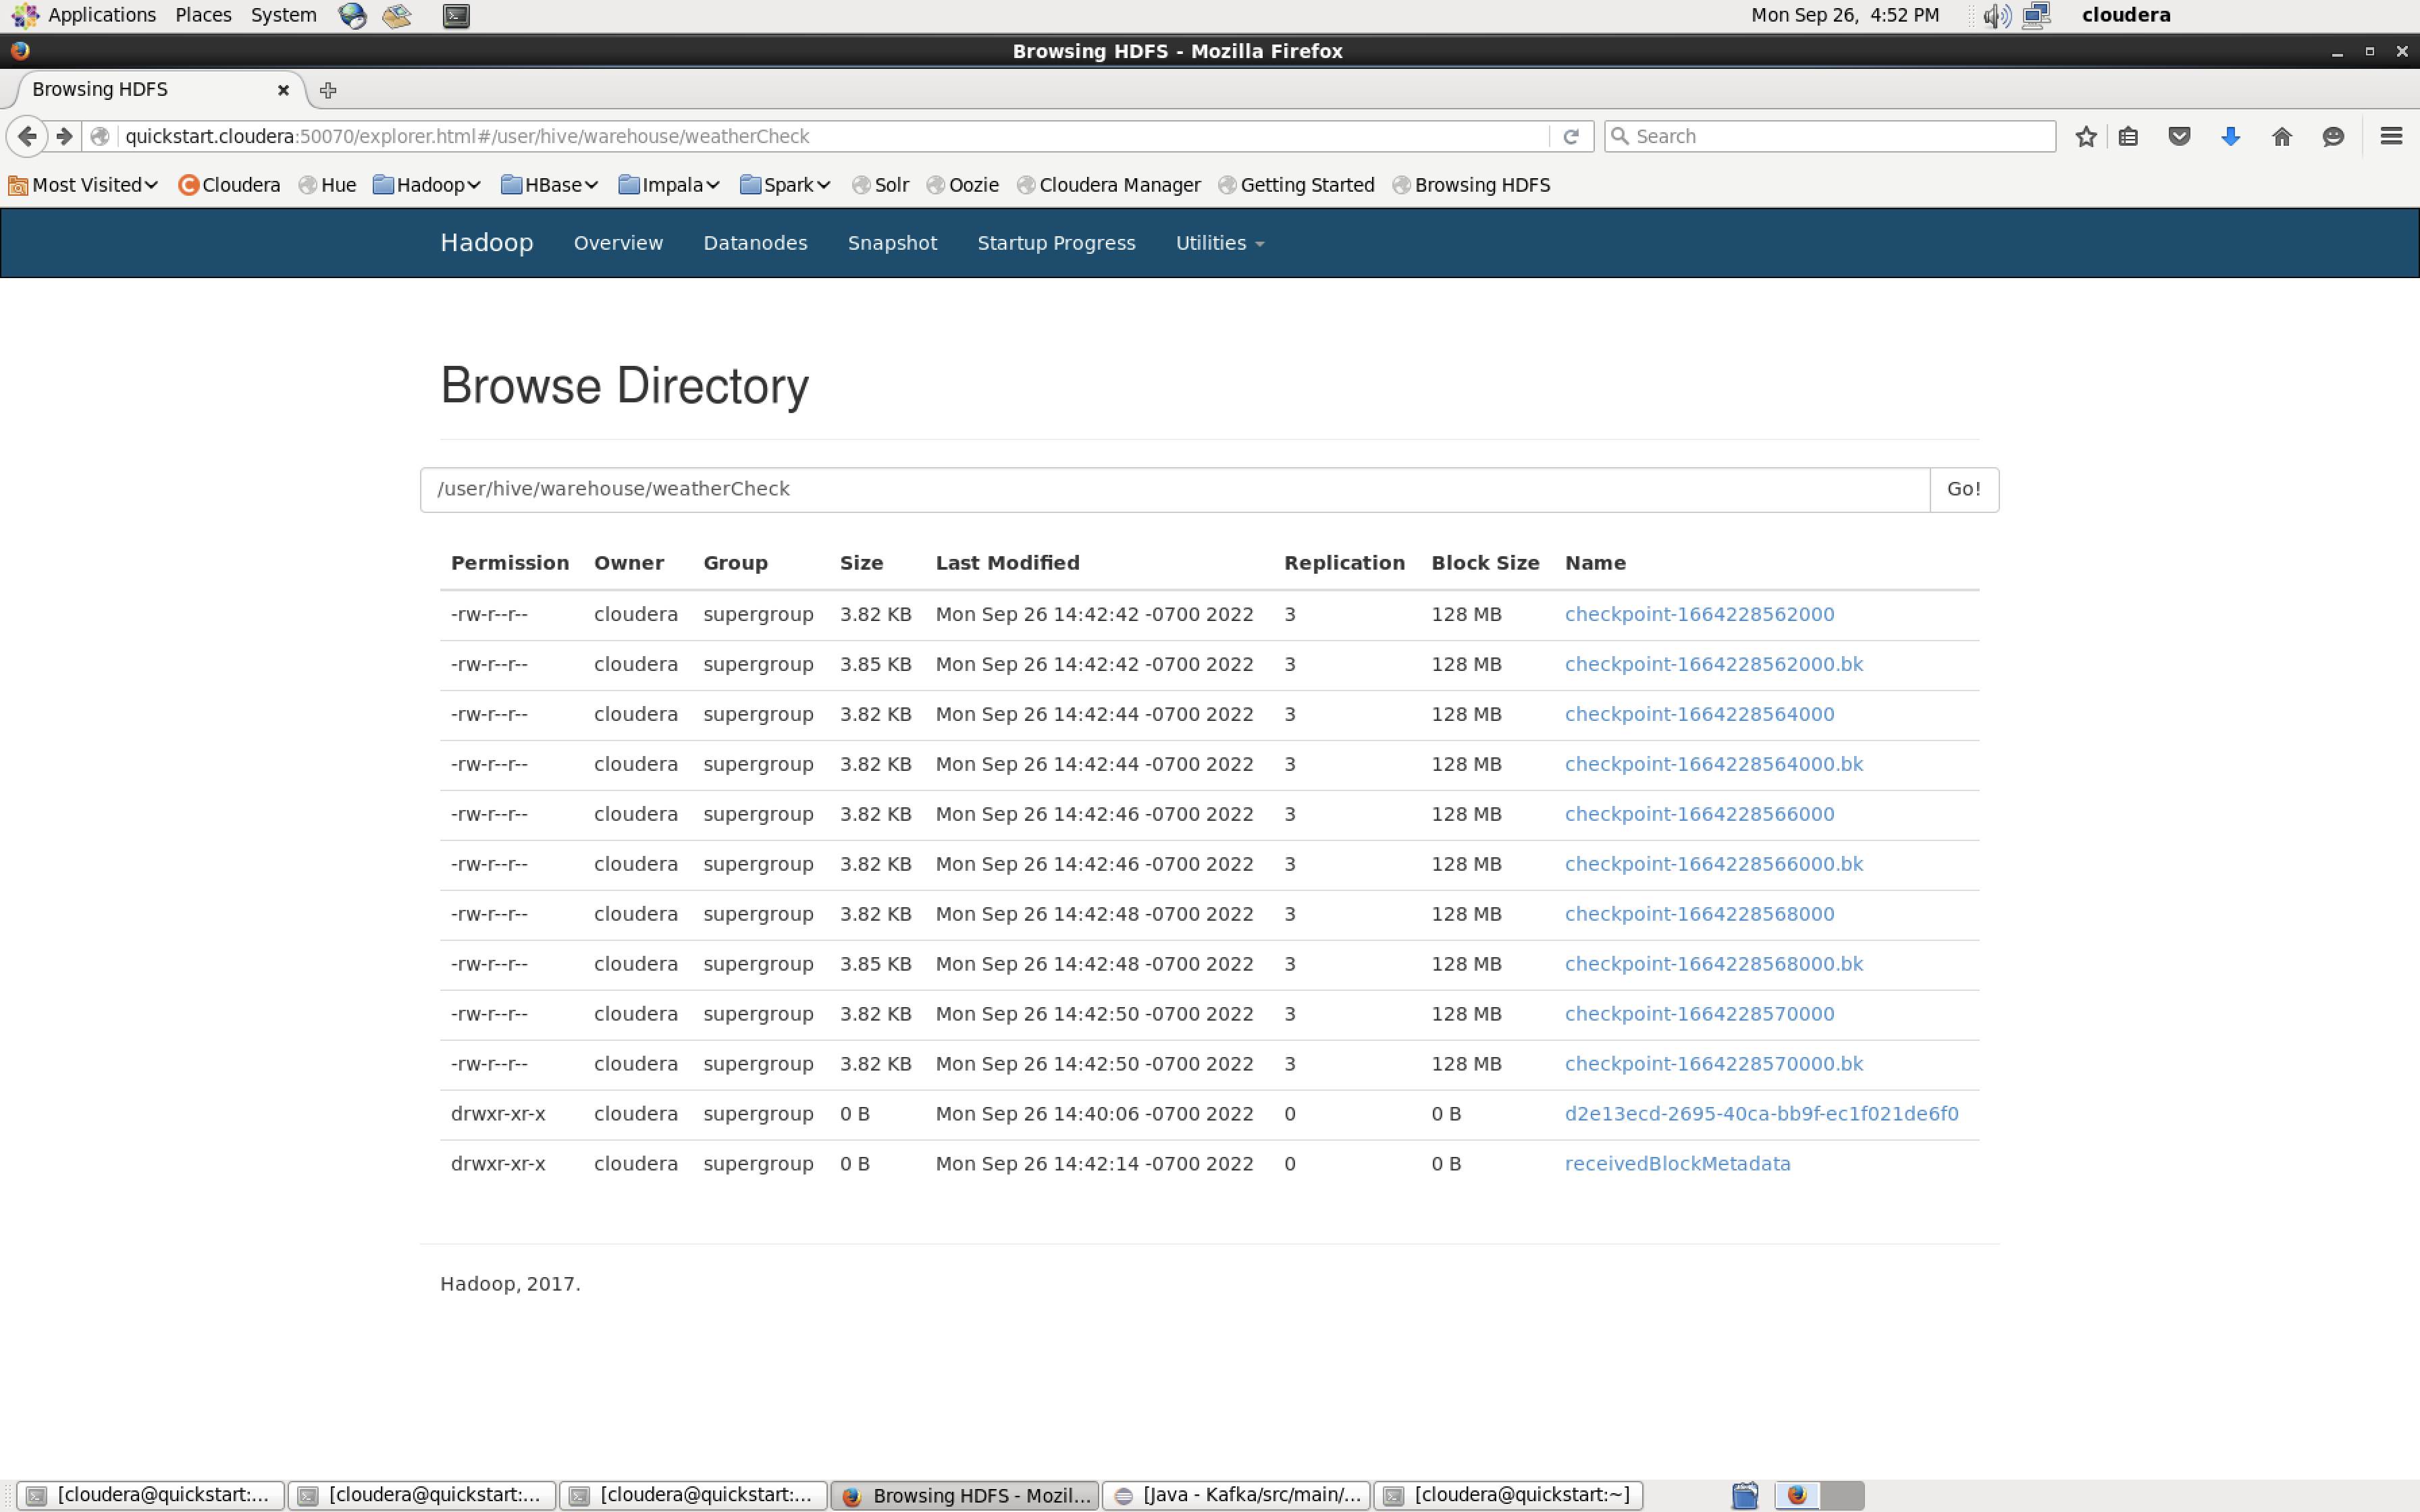 Applications Places System Mon Sep 26, 4:52 PM cloudera
Browsing HDFS - Mozilla Firefox
Browsing HDFS
quickstart.cloudera:50070/explorer.html#/user/hive/warehouse/weatherCheck Search
Most Visited Cloudera Hue Hadoop HBase Impala Spark Solr Oozie Cloudera Manager Getting Started Browsing HDFS
Hadoop Overview Datanodes Snapshot Startup Progress Utilities
Browse Directory
/user/hive/warehouse/weatherCheck Go!
Permission Owner Group Size Last Modified Replication Block Size Name
-rw-r--r-- cloudera supergroup 3.82 KB Mon Sep 26 14:42:42 -0700 2022 3 128 MB checkpoint-1664228562000
-rw-r--r-- cloudera supergroup 3.85 KB Mon Sep 26 14:42:42 -0700 2022 3 128 MB checkpoint-1664228562000.bk
-rw-r--r-- cloudera supergroup 3.82 KB Mon Sep 26 14:42:44 -0700 2022 3 128 MB checkpoint-1664228564000
-rw-r--r-- cloudera supergroup 3.82 KB Mon Sep 26 14:42:44 -0700 2022 3 128 MB checkpoint-1664228564000.bk
-rw-r--r-- cloudera supergroup 3.82 KB Mon Sep 26 14:42:46 -0700 2022 3 128 MB checkpoint-1664228566000
-rw-r--r-- cloudera supergroup 3.82 KB Mon Sep 26 14:42:46 -0700 2022 3 128 MB checkpoint-1664228566000.bk
-rw-r--r-- cloudera supergroup 3.82 KB Mon Sep 26 14:42:48 -0700 2022 3 128 MB checkpoint-1664228568000
-rw-r--r-- cloudera supergroup 3.85 KB Mon Sep 26 14:42:48 -0700 2022 3 128 MB checkpoint-1664228568000.bk
-rw-r--r-- cloudera supergroup 3.82 KB Mon Sep 26 14:42:50 -0700 2022 3 128 MB checkpoint-1664228570000
-rw-r--r-- cloudera supergroup 3.82 KB Mon Sep 26 14:42:50 -0700 2022 3 128 MB checkpoint-1664228570000.bk
drwxr-xr-x cloudera supergroup 0 B Mon Sep 26 14:40:06 -0700 2022 0 0 B d2e13ecd-2695-40ca-bb9f-ec1f021de6f0
drwxr-xr-x cloudera supergroup 0 B Mon Sep 26 14:42:14 -0700 2022 0 0 B receivedBlockMetadata
Hadoop, 2017.
[cloudera@quickstart:... [cloudera@quickstart:... [cloudera@quickstart:... Browsing HDFS - Mozil... [Java - Kafka/src/main/... [cloudera@quickstart:~]